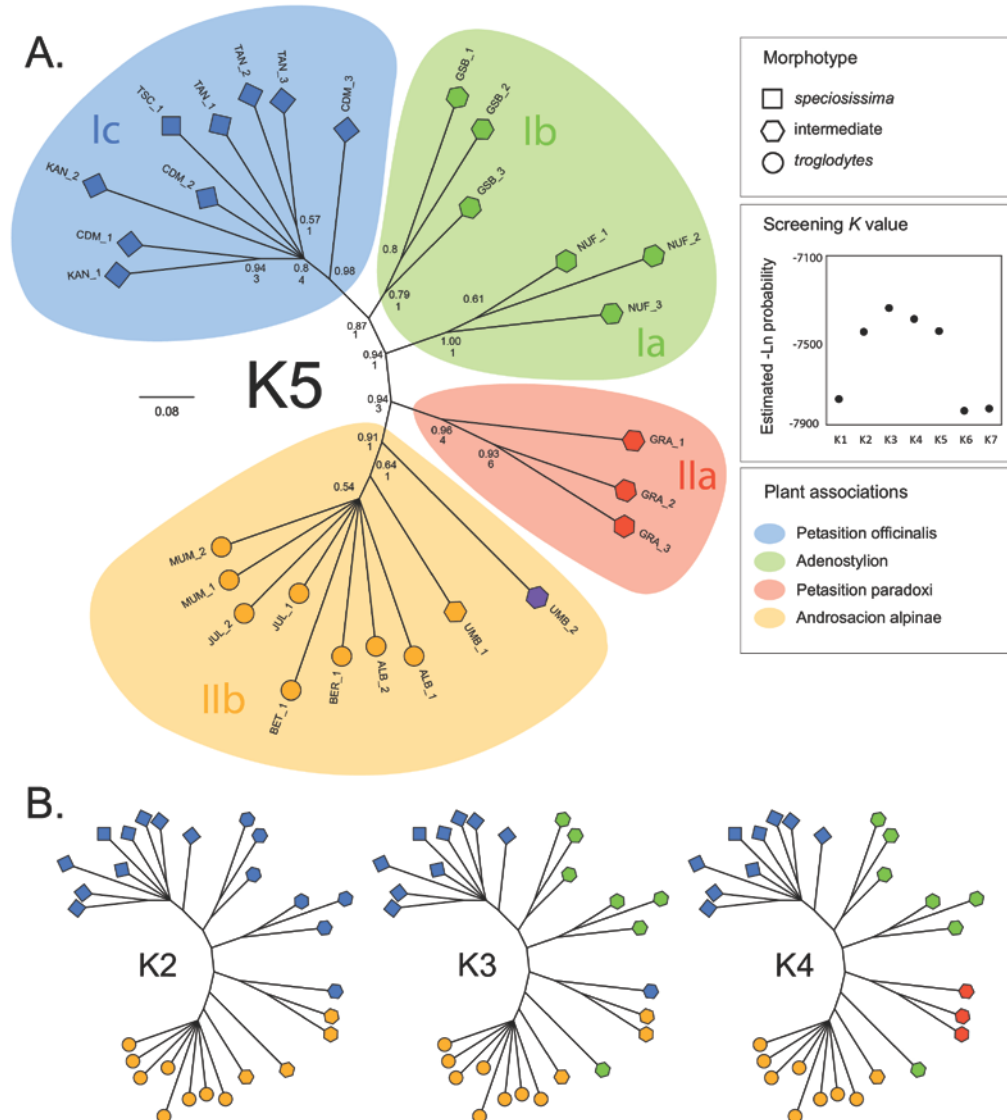 A.
Ic
KAN_2
TSC_1
TAN_1
TAN_2
TAN_3
CDM_3
CDM_2
CDM_1
KAN_1
0.57
1
0.94
3
0.8
4
0.98
Ib
GSB_1
GSB_2
GSB_3
0.8
0.79
1
NUF_1
NUF_2
NUF_3
0.61
1.00
1
Ia
0.87
1
0.94
1
0.94
3
K5
0.08
IIa
GRA_1
GRA_2
GRA_3
0.96
4
0.93
6
0.91
1
0.64
1
0.54
MUM_2
MUM_1
JUL_2
JUL_1
BET_1
BER_1
ALB_2
ALB_1
UMB_1
UMB_2
IIb
Morphotype
speciosissima
intermediate
troglodytes
Screening K value
Estimated -Ln probability
-7100
-7500
-7900
K1 K2 K3 K4 K5 K6 K7
Plant associations
Petasition officinalis
Adenostylion
Petasition paradoxi
Androsacion alpinae
B.
K2
K3
K4